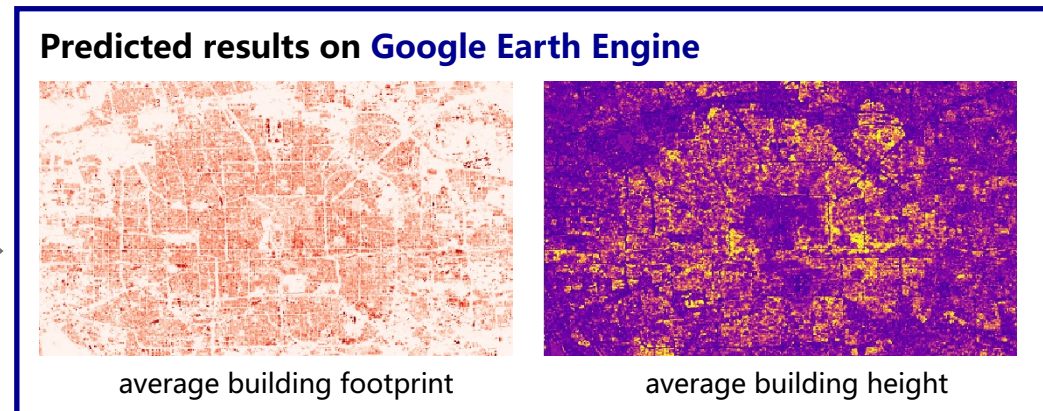 Predicted results on Google Earth Engine
average building footprint
average building height